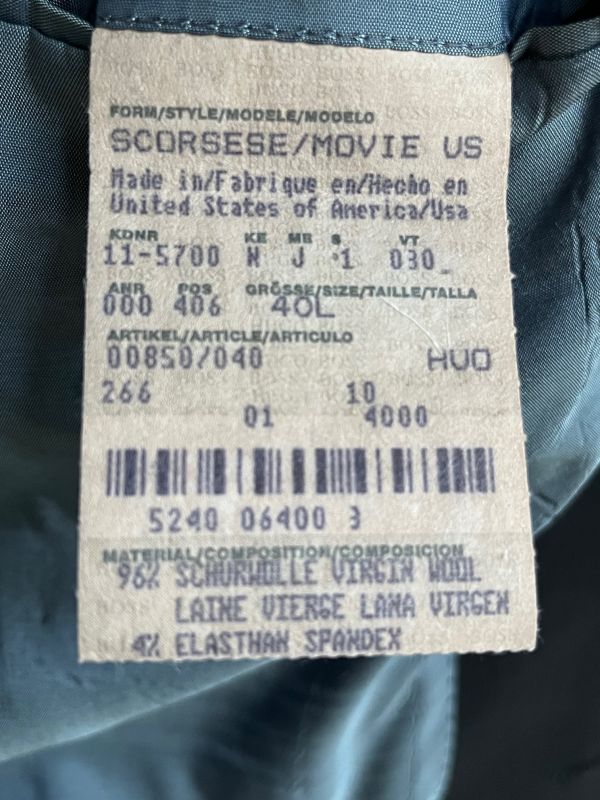 HUGO BOSS
FORM/STYLE/MODELE/MODELO
SCORSESE/MOVIE US
Made in/Fabrique en/Hecho en
United States of America/Usa
KDNR KE ME S VT
11-5700 N J 1 030
ANR POS GRÖSSE/SIZE/TAILLE/TALLA
000 406 40L
ARTIKEL/ARTICLE/ARTICULO
00850/040 HUO
266 10
01 4000
5240 06400 3
MATERIAL/COMPOSITION/COMPOSICION
96% SCHURWOLLE VIRGIN WOOL
LAINE VIERGE LANA VIRGEN
4% ELASTHAN SPANDEX